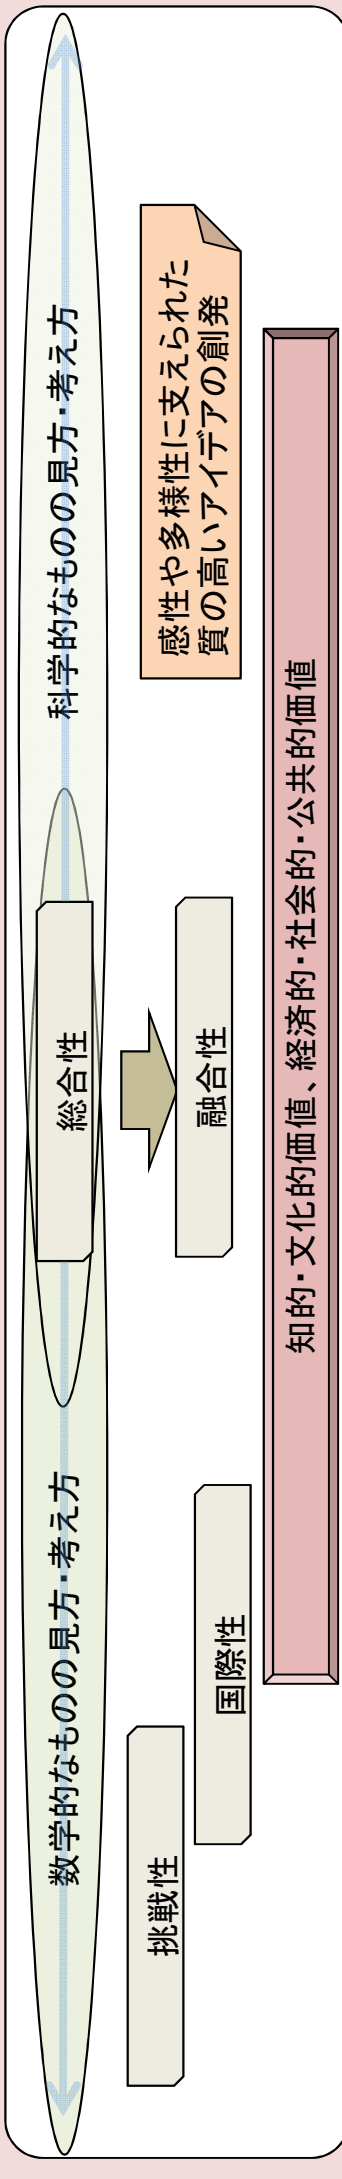 数学的なものの見方・考え方
科学的なものの見方・考え方
総合性
挑戦性
国際性
融合性
感性や多様性に支えられた
質の高いアイデアの創発
知的・文化的価値、経済的・社会的・公共的価値